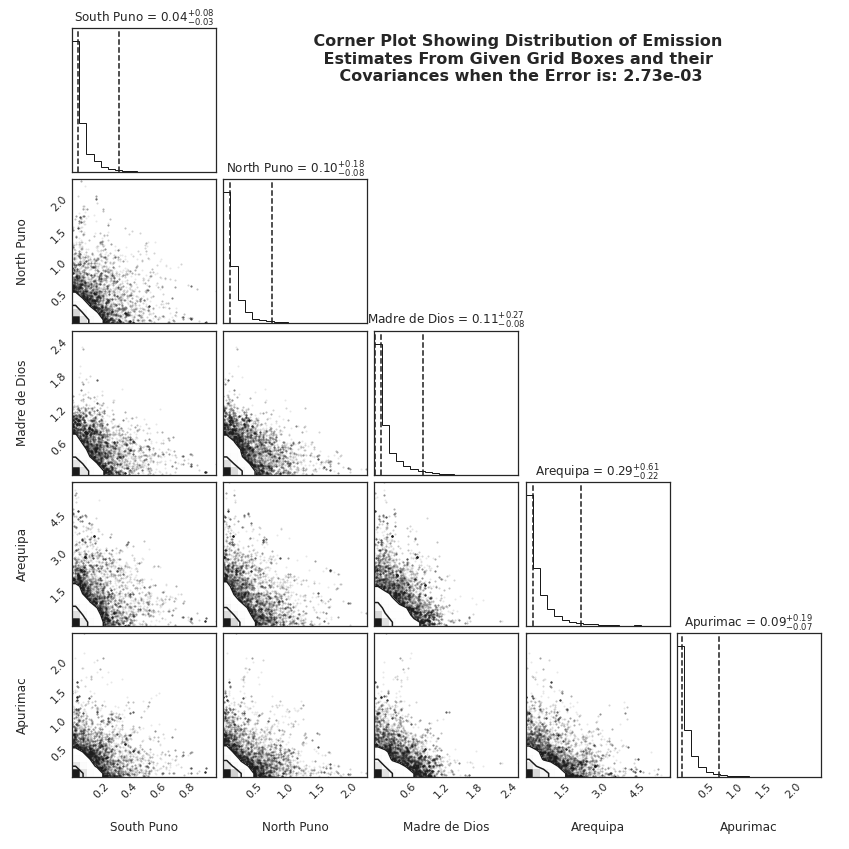 South Puno = 0.04+0.08 −0.03
Corner Plot Showing Distribution of Emission
Estimates From Given Grid Boxes and their
Covariances when the Error is: 2.73e-03
North Puno = 0.10+0.18 −0.08
North Puno
2.0
1.5
1.0
0.5
Madre de Dios = 0.11+0.27 −0.08
Madre de Dios
2.4
1.8
1.2
0.6
Arequipa = 0.29+0.61 −0.22
Arequipa
4.5
3.0
1.5
Apurimac = 0.09+0.19 −0.07
Apurimac
2.0
1.5
1.0
0.5
0.2 0.4 0.6 0.8 0.5 1.0 1.5 2.0 0.6 1.2 1.8 2.4 1.5 3.0 4.5 0.5 1.0 1.5 2.0
South Puno North Puno Madre de Dios Arequipa Apurimac